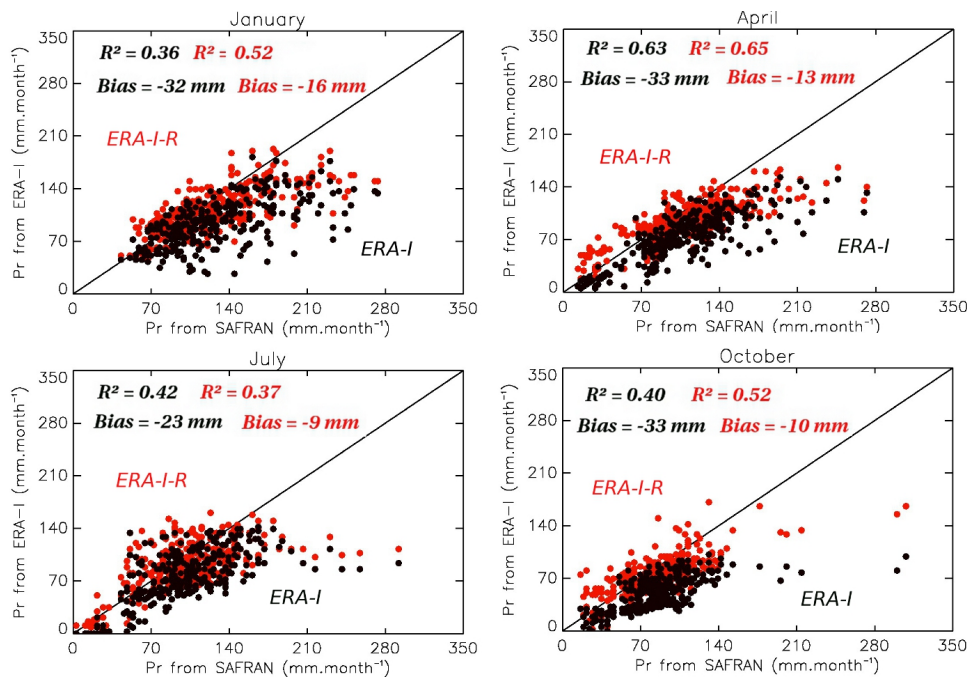 January
350
280
210
140
70
0
Pr from ERA–I (mm.month⁻¹)
R² = 0.36 R² = 0.52
Bias = -32 mm Bias = -16 mm
ERA-I-R
ERA-I
0 70 140 210 280 350
Pr from SAFRAN (mm.month⁻¹)
April
350
280
210
140
70
0
Pr from ERA–I (mm.month⁻¹)
R² = 0.63 R² = 0.65
Bias = -33 mm Bias = -13 mm
ERA-I-R
ERA-I
0 70 140 210 280 350
Pr from SAFRAN (mm.month⁻¹)
July
350
280
210
140
70
0
Pr from ERA–I (mm.month⁻¹)
R² = 0.42 R² = 0.37
Bias = -23 mm Bias = -9 mm
ERA-I-R
ERA-I
0 70 140 210 280 350
Pr from SAFRAN (mm.month⁻¹)
October
350
280
210
140
70
0
Pr from ERA–I (mm.month⁻¹)
R² = 0.40 R² = 0.52
Bias = -33 mm Bias = -10 mm
ERA-I-R
ERA-I
0 70 140 210 280 350
Pr from SAFRAN (mm.month⁻¹)